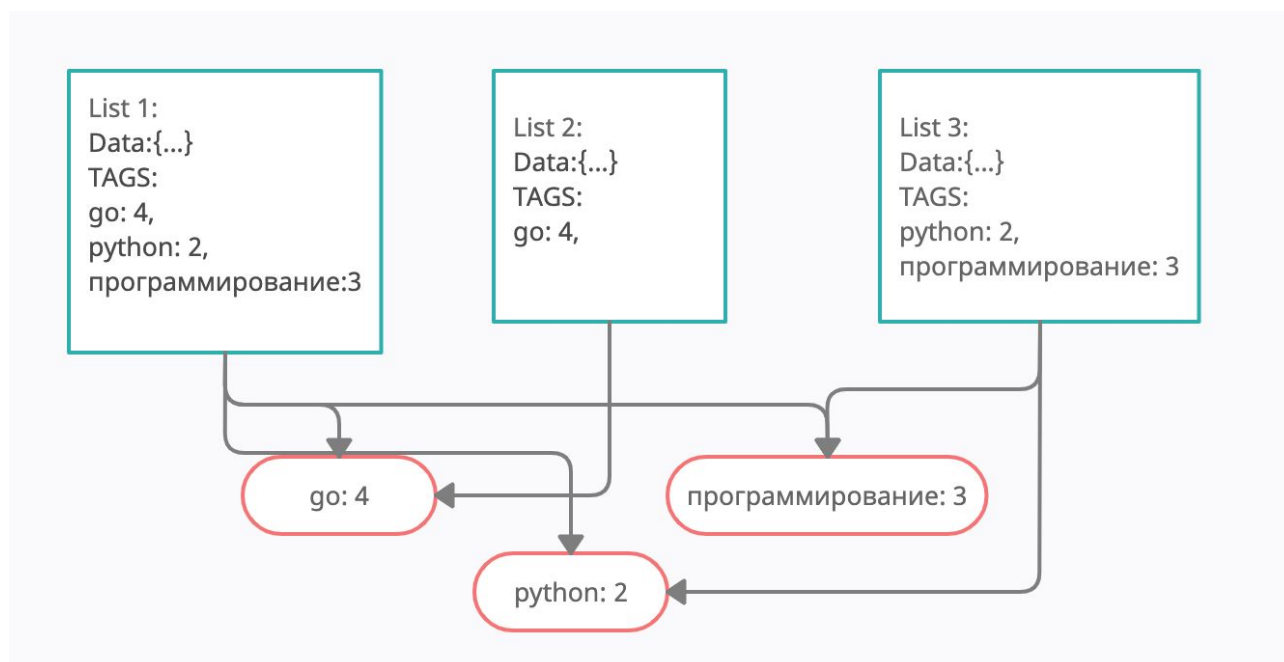 List 1:
Data:{...}
TAGS:
go: 4,
python: 2,
программирование:3
List 2:
Data:{...}
TAGS:
go: 4,
List 3:
Data:{...}
TAGS:
python: 2,
программирование: 3
go: 4
программирование: 3
python: 2